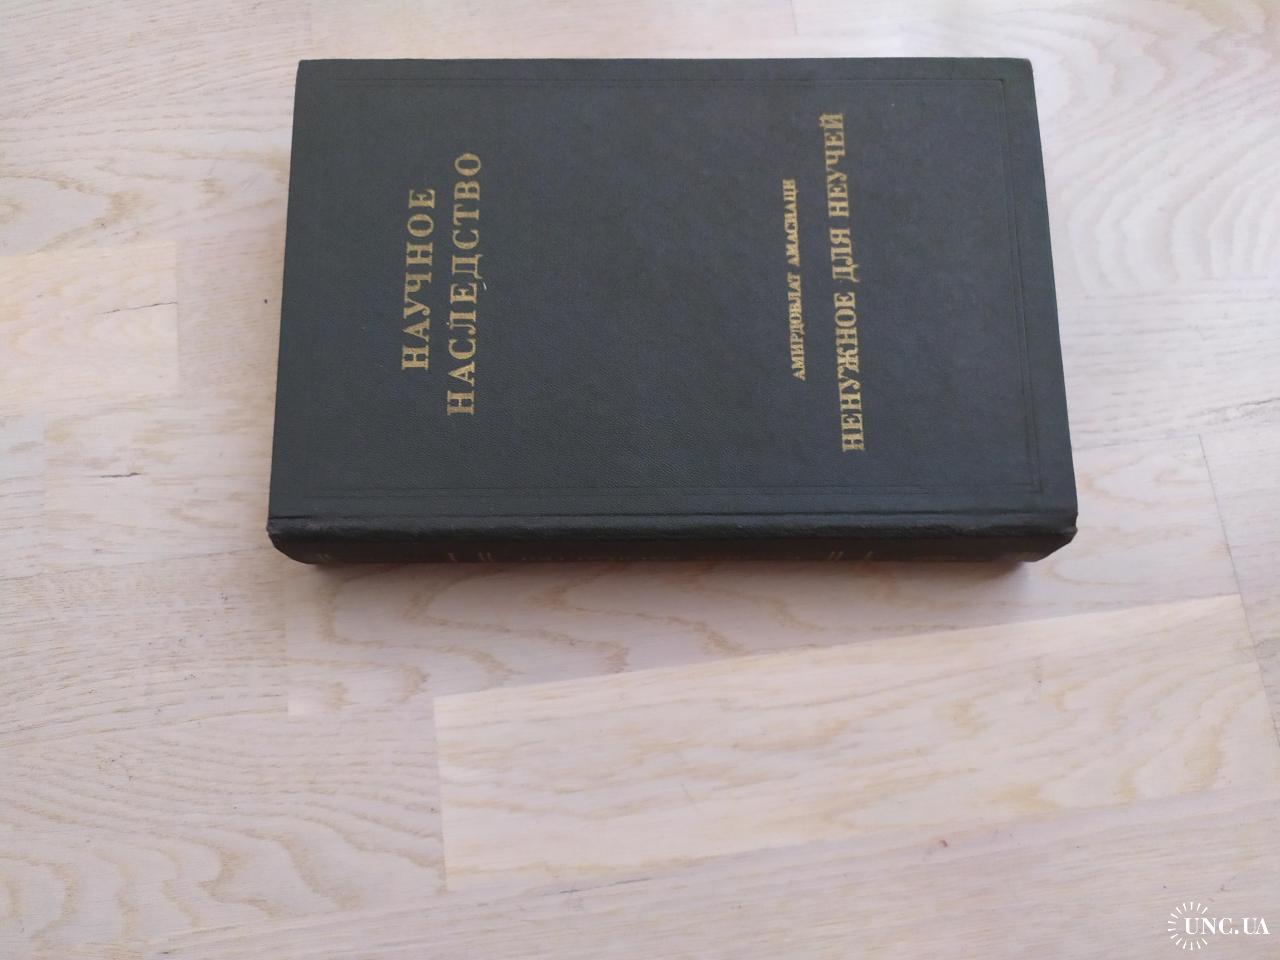 НАУЧНОЕ
НАСЛЕДСТВО
АМИРДОВЛАТ АМАСИАЦИ
НЕНУЖНОЕ ДЛЯ НЕУЧЕЙ
UNC.UA